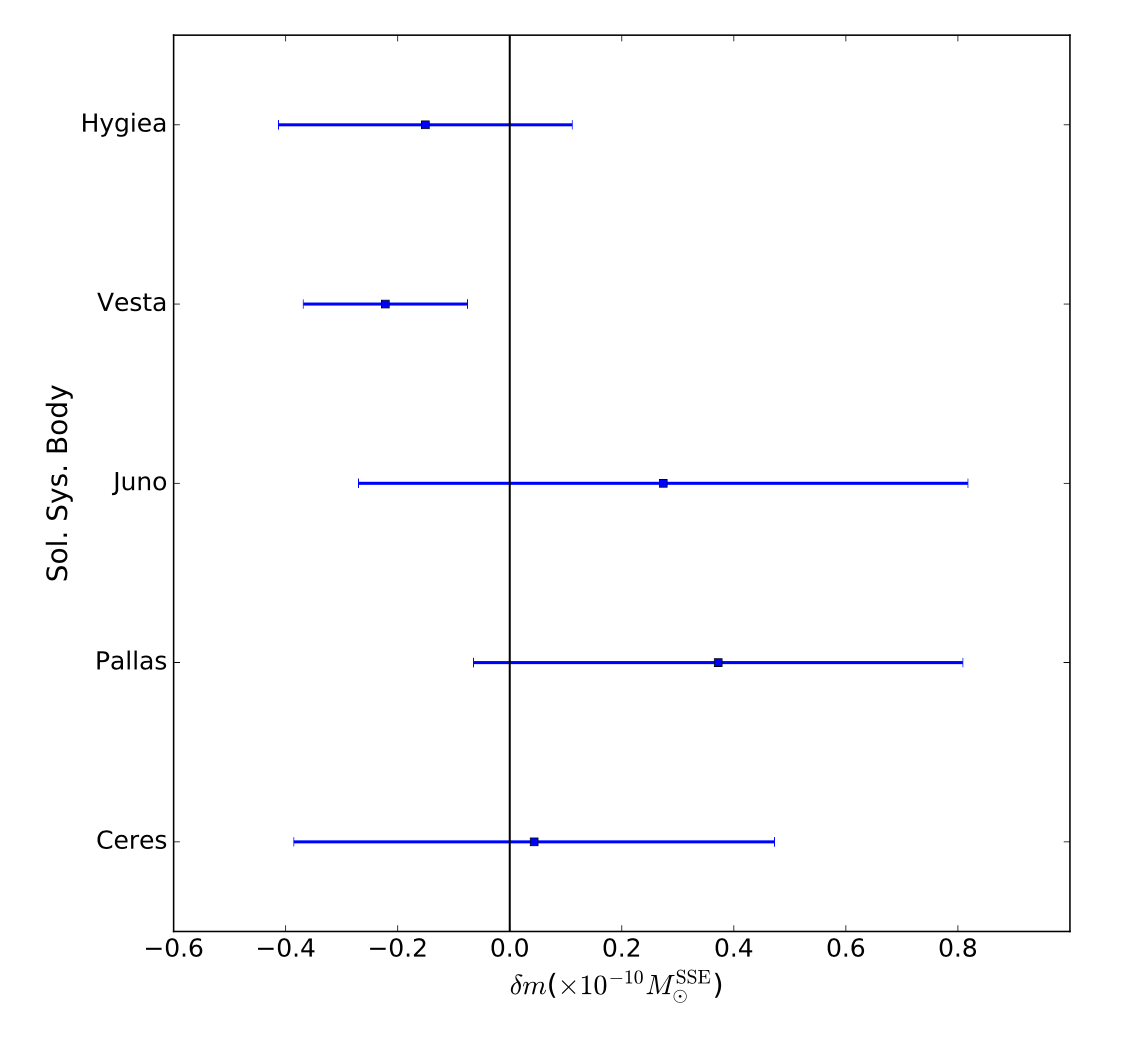 Hygiea
Vesta
Juno
Pallas
Ceres
Sol. Sys. Body
−0.6 −0.4 −0.2 0.0 0.2 0.4 0.6 0.8
δm(×10⁻¹⁰M_⊙^SSE)